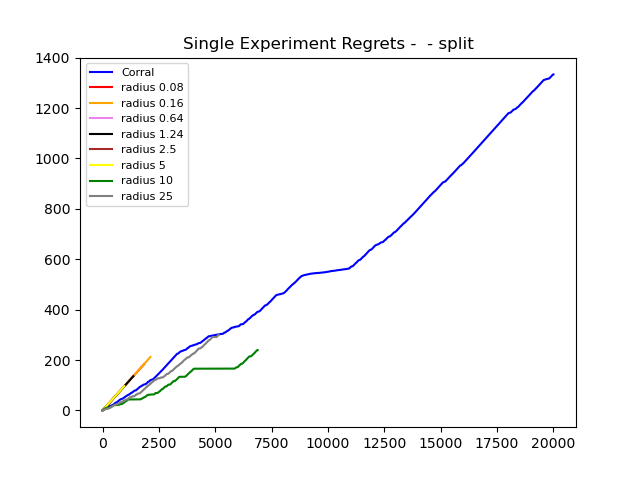 Single Experiment Regrets -  - split
1400
1200
1000
800
600
400
200
0
Corral
radius 0.08
radius 0.16
radius 0.64
radius 1.24
radius 2.5
radius 5
radius 10
radius 25
0 2500 5000 7500 10000 12500 15000 17500 20000